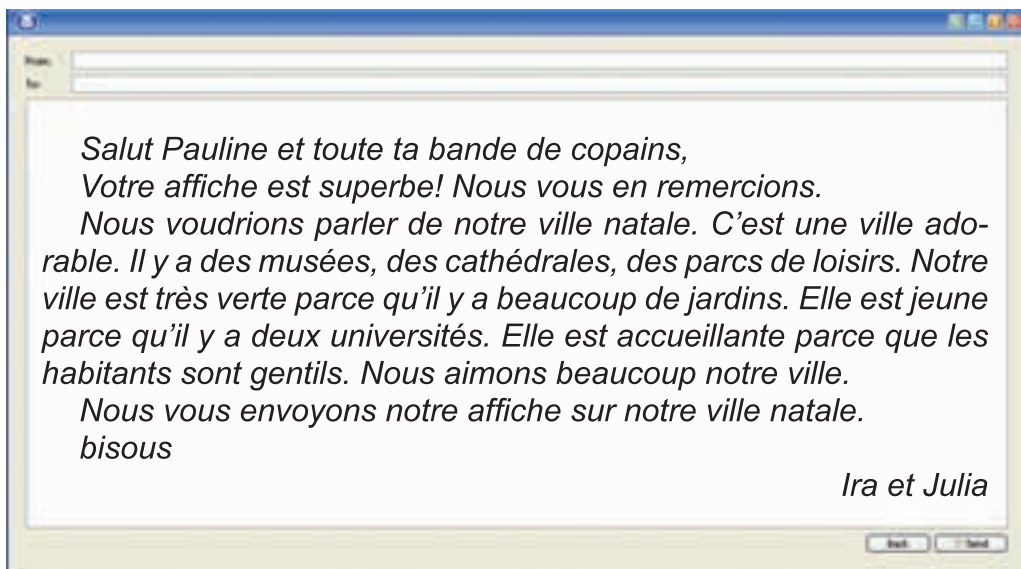 From:
To:
Salut Pauline et toute ta bande de copains,
Votre affiche est superbe! Nous vous en remercions.
Nous voudrions parler de notre ville natale. C’est une ville ado-
rable. Il y a des musées, des cathédrales, des parcs de loisirs. Notre
ville est très verte parce qu’il y a beaucoup de jardins. Elle est jeune
parce qu’il y a deux universités. Elle est accueillante parce que les
habitants sont gentils. Nous aimons beaucoup notre ville.
Nous vous envoyons notre affiche sur notre ville natale.
bisous
Ira et Julia
Send